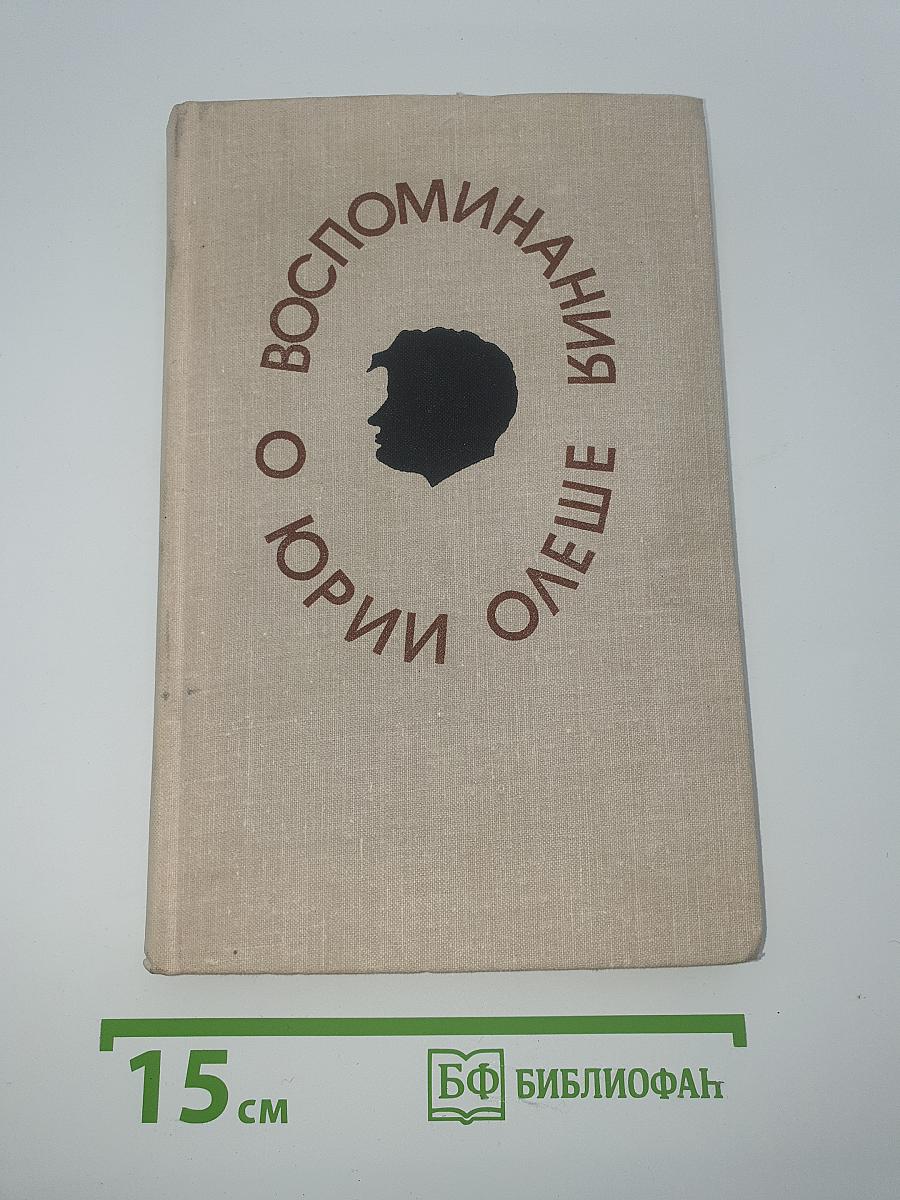 ВОСПОМИНАНИЯ
О ЮРИИ ОЛЕШЕ
15 см
БФ БИБЛИОФАН